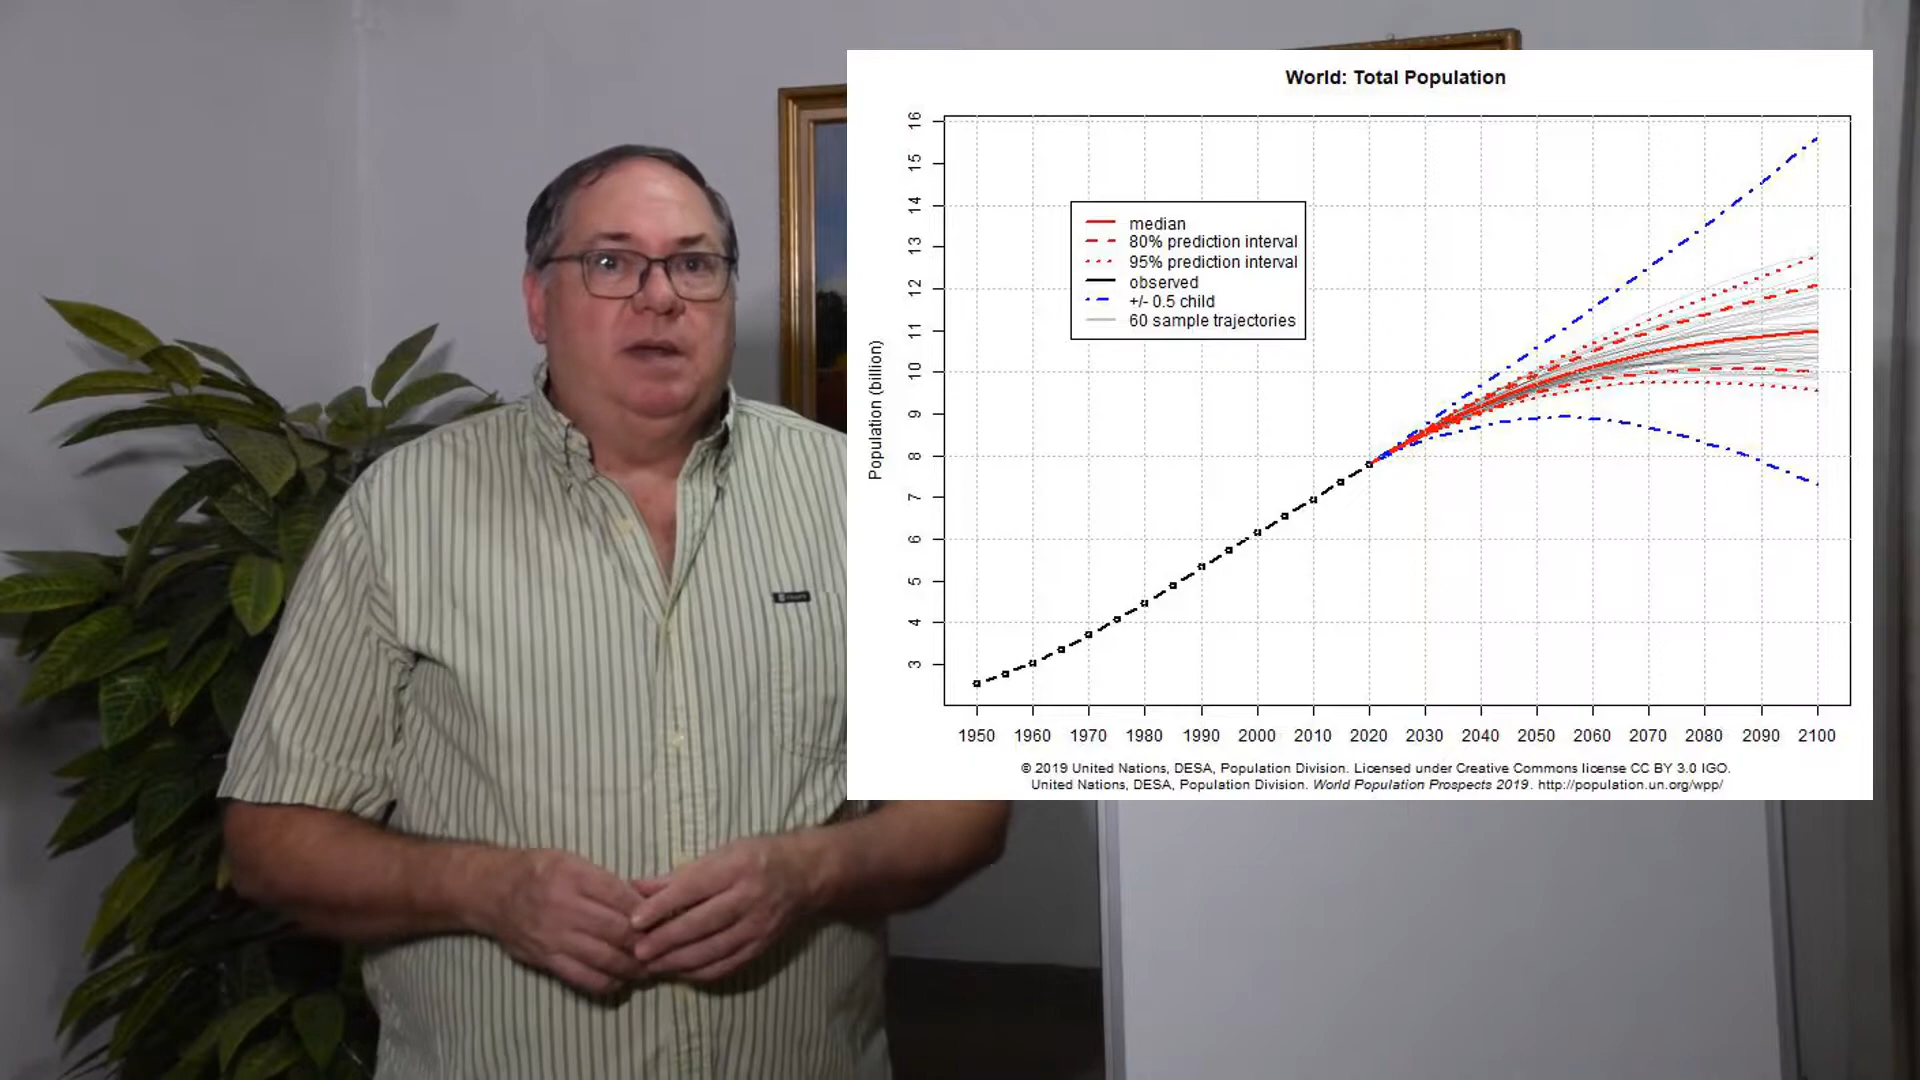 World: Total Population
16
15
14
13
12
11
10
9
8
7
6
5
4
3
Population (billion)
median
80% prediction interval
95% prediction interval
observed
+/- 0.5 child
60 sample trajectories
1950 1960 1970 1980 1990 2000 2010 2020 2030 2040 2050 2060 2070 2080 2090 2100
© 2019 United Nations, DESA, Population Division. Licensed under Creative Commons license CC BY 3.0 IGO.
United Nations, DESA, Population Division. World Population Prospects 2019. http://population.un.org/wpp/